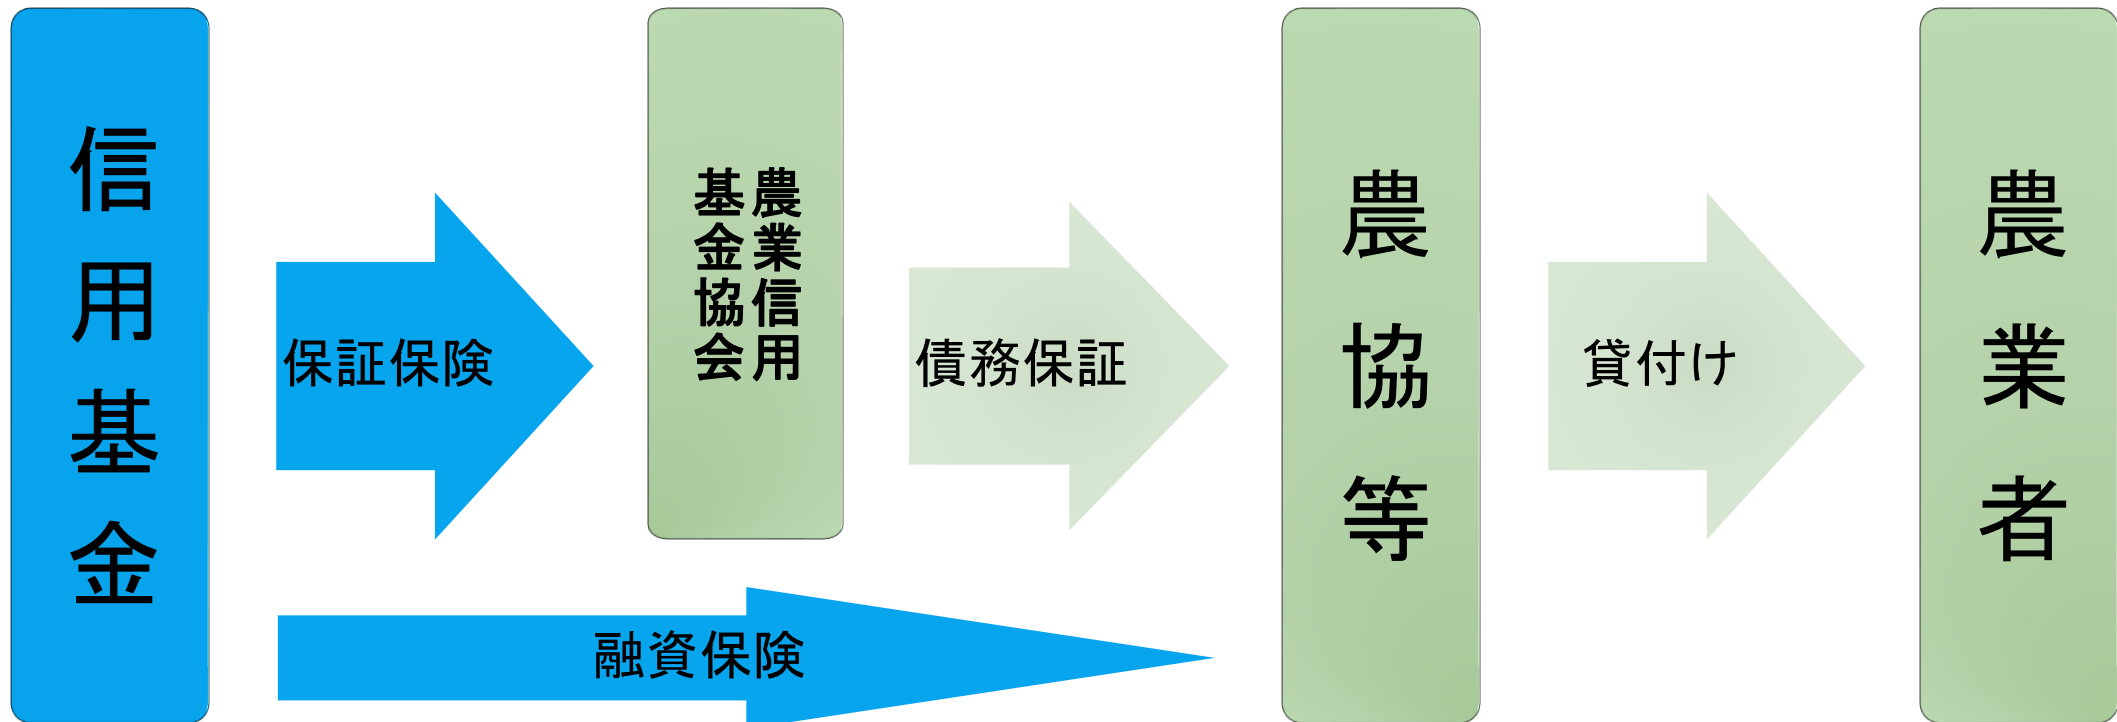 信用基金
保証保険
農業信用
基金協会
債務保証
農協等
貸付け
農業者
融資保険